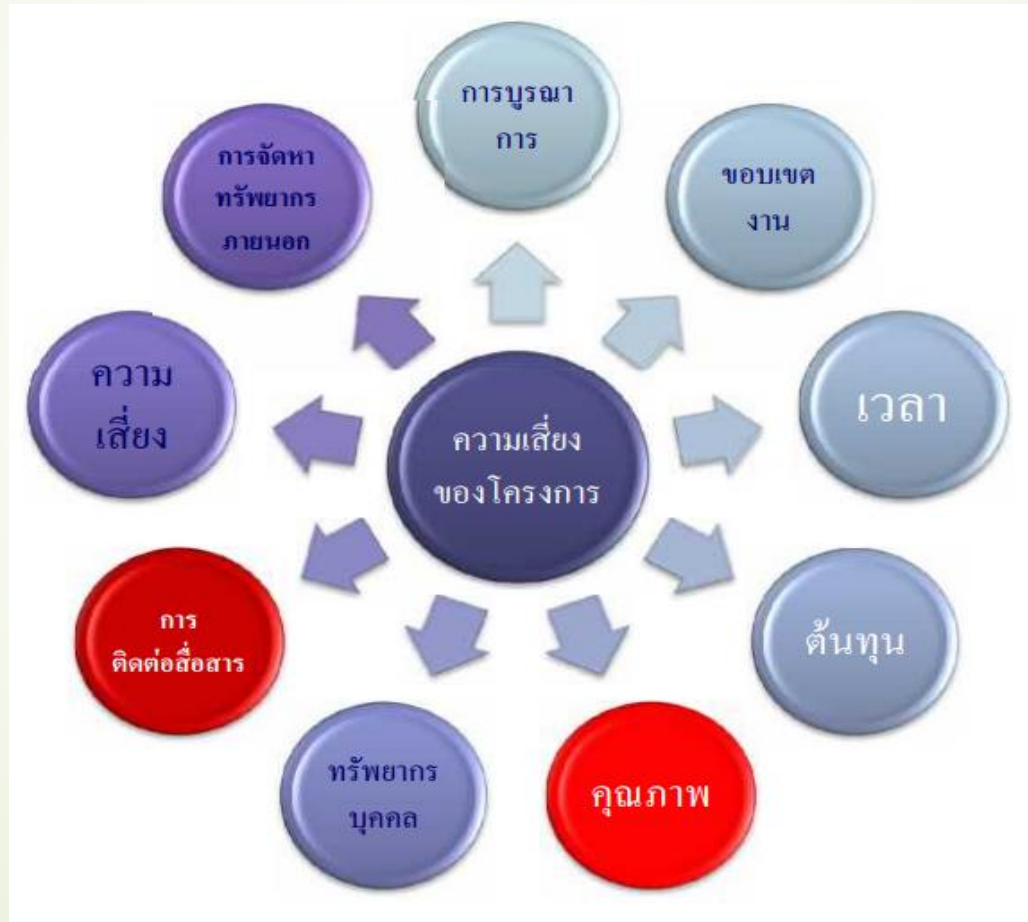 การบูรณา
การ
ขอบเขต
งาน
เวลา
ต้นทุน
คุณภาพ
ทรัพยากร
บุคคล
การ
ติดต่อสื่อสาร
ความ
เสี่ยง
การจัดหา
ทรัพยากร
ภายนอก
ความเสี่ยง
ของโครงการ